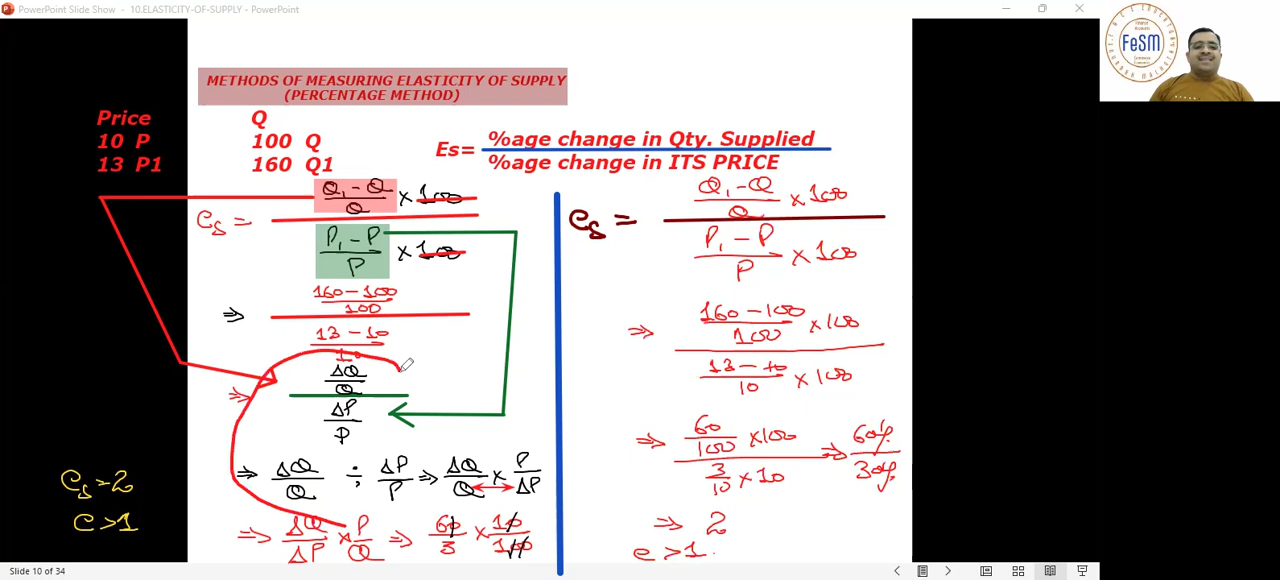 PowerPoint Slide Show - 10.ELASTICITY-OF-SUPPLY - PowerPoint
FeSM
METHODS OF MEASURING ELASTICITY OF SUPPLY
(PERCENTAGE METHOD)
Price Q
10 P 100 Q
13 P1 160 Q1
Es= %age change in Qty. Supplied
%age change in ITS PRICE
es =
Q1 - Q
Q
× 100
P1 - P
P
× 100
⇒
160 - 100
100
13 - 10
10
⇒
ΔQ
Q
ΔP
P
⇒ ΔQ/Q ÷ ΔP/P ⇒ ΔQ/Q × P/ΔP
⇒ ΔQ/ΔP × P/Q ⇒ 60/3 × 10/100
es = 2
e > 1
es =
Q1 - Q
Q
× 100
P1 - P
P
× 100
⇒
160 - 100
100
× 100
13 - 10
10
× 100
⇒ 60/100 × 100 ⇒ 60%
3/10 × 10 30%
⇒ 2
e > 1.
Slide 10 of 34